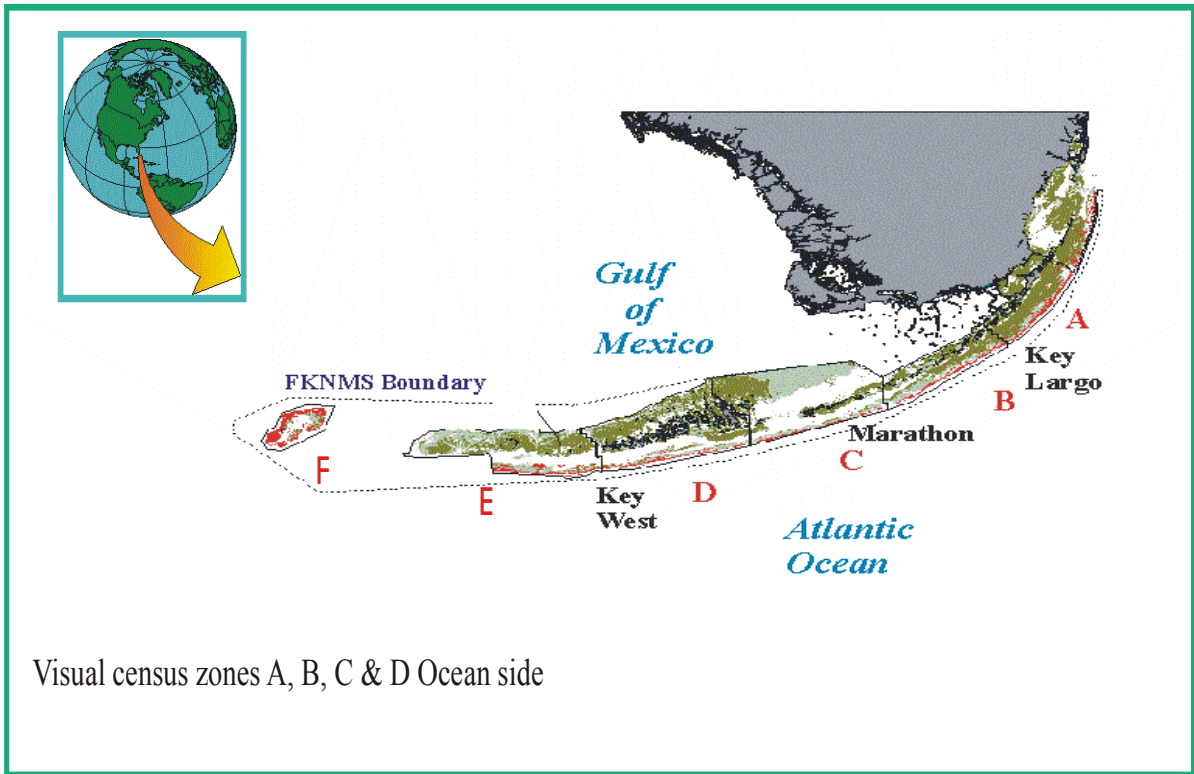 Gulf
of
Mexico
A
Key
Largo
B
FKNMS Boundary
Marathon
C
F
E
Key
West
D
Atlantic
Ocean
Visual census zones A, B, C & D Ocean side